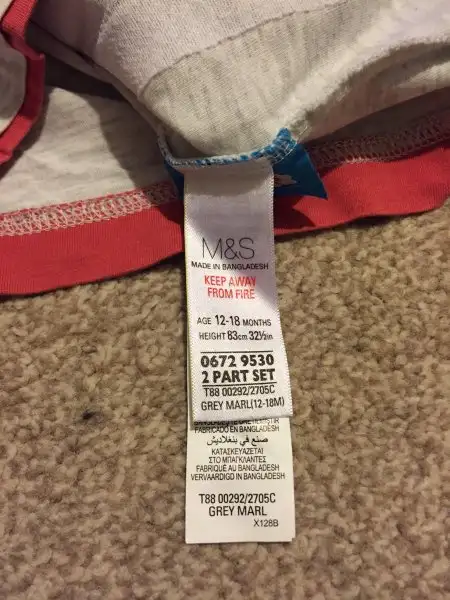 M&S
MADE IN BANGLADESH
KEEP AWAY
FROM FIRE
AGE 12-18 MONTHS
HEIGHT 83cm 32½in
0672 9530
2 PART SET
T88 00292/2705C
GREY MARL(12-18M)
FABRICADO EN BANGLADESH
صنع في بنغلاديش
ΚΑΤΑΣΚΕΥΑΖΕΤΑΙ
ΣΤΟ ΜΠΑΓΚΛΑΝΤΕΣ
FABRIQUÉ AU BANGLADESH
VERVAARDIGD IN BANGLADESH
T88 00292/2705C
GREY MARL
X128B